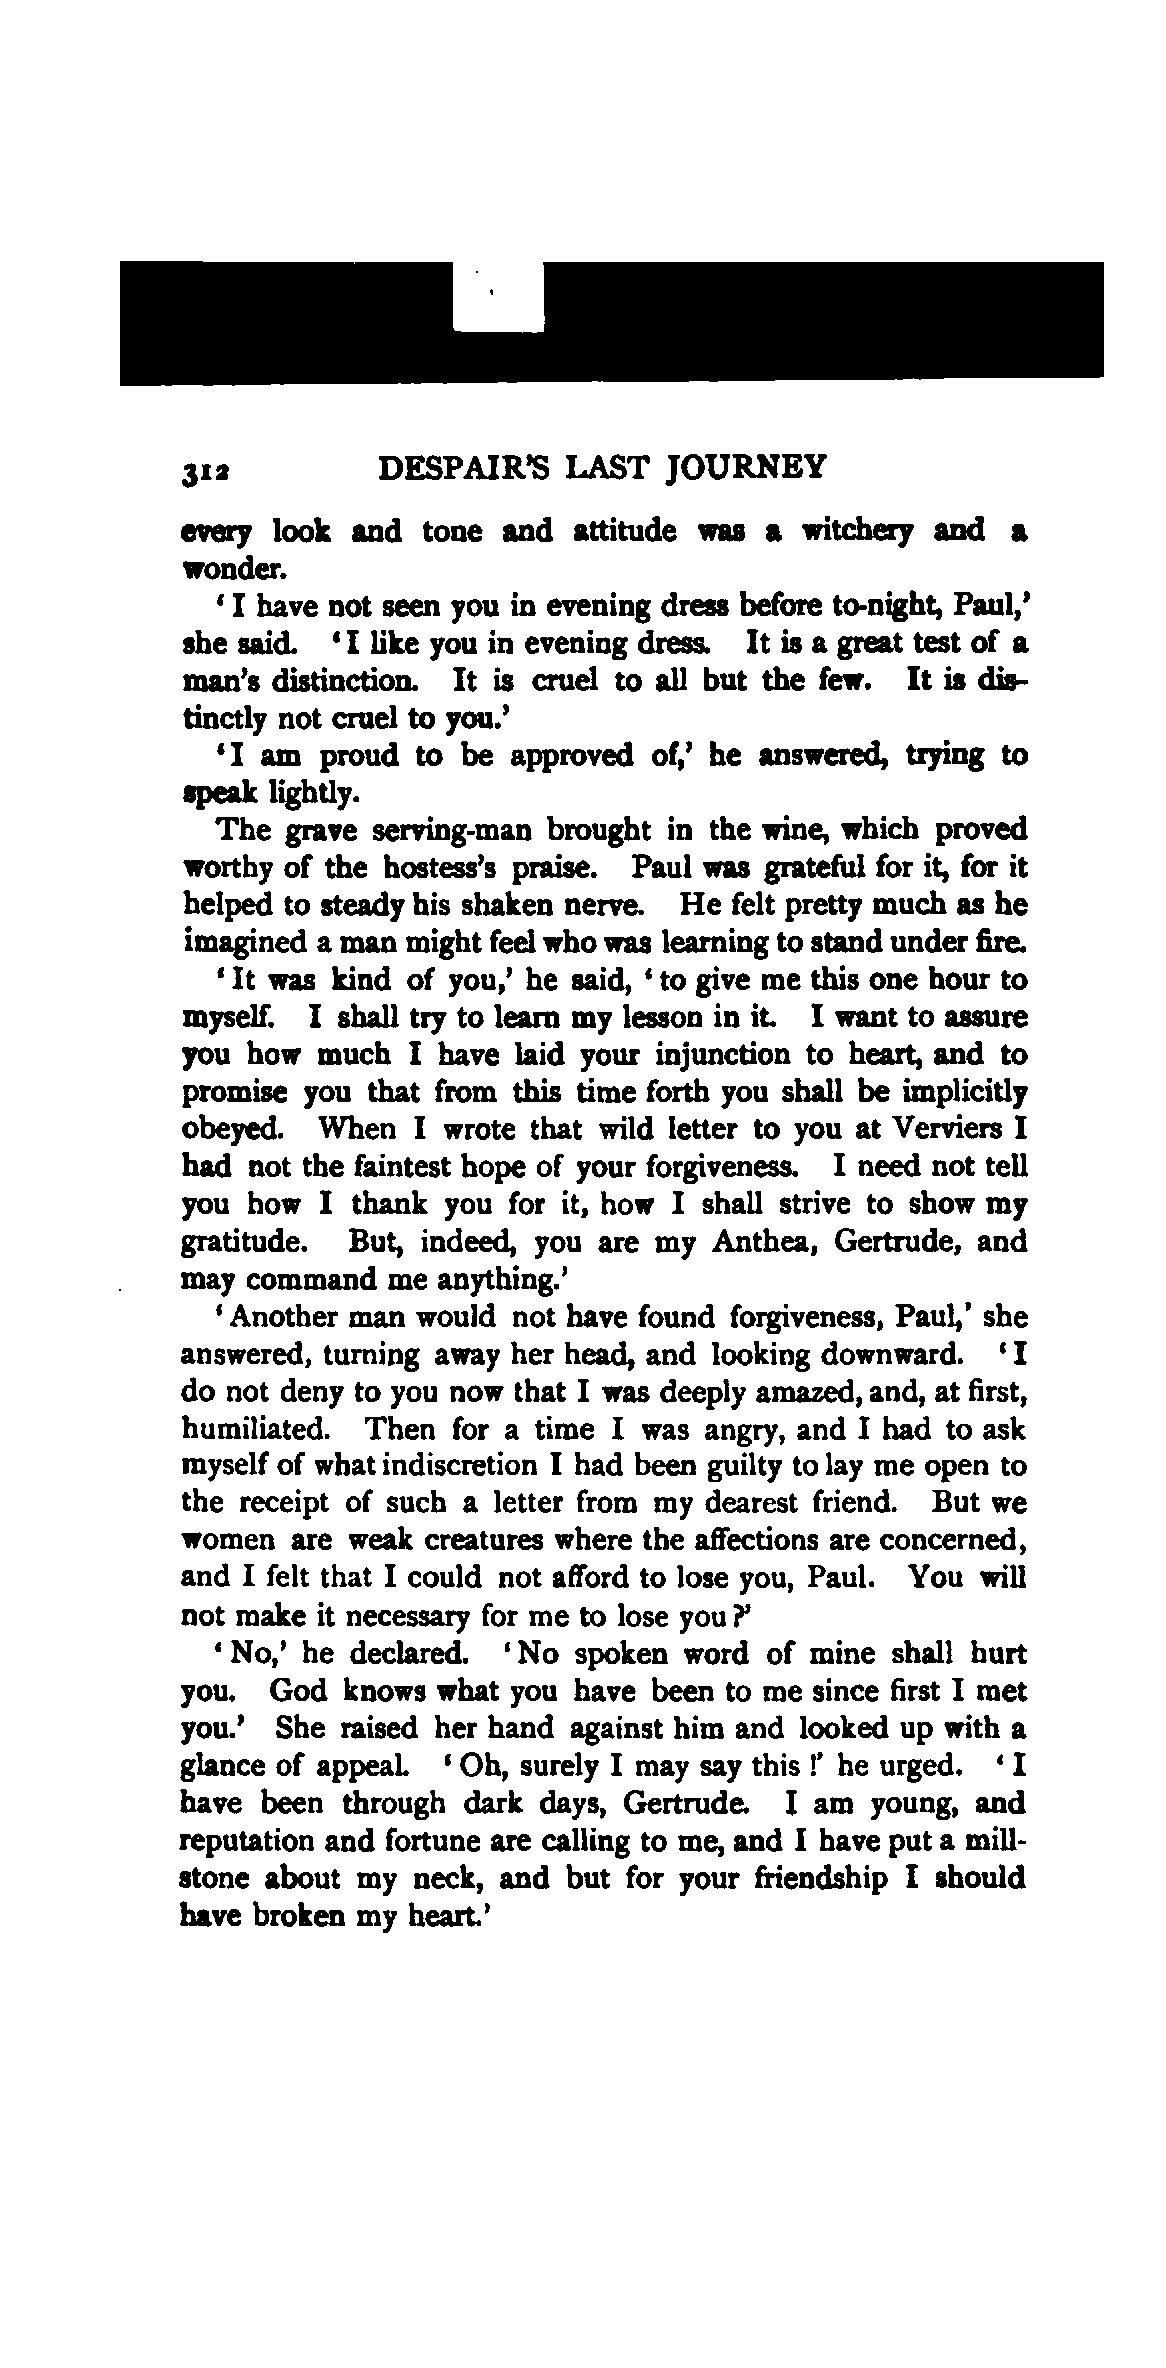 312 DESPAIR'S LAST JOURNEY
every look and tone and attitude was a witchery and a
wonder.
‘I have not seen you in evening dress before to-night, Paul,’
she said. ‘I like you in evening dress. It is a great test of a
man's distinction. It is cruel to all but the few. It is dis-
tinctly not cruel to you.’
‘I am proud to be approved of,’ he answered, trying to
speak lightly.
The grave serving-man brought in the wine, which proved
worthy of the hostess's praise. Paul was grateful for it, for it
helped to steady his shaken nerve. He felt pretty much as he
imagined a man might feel who was learning to stand under fire.
‘It was kind of you,’ he said, ‘to give me this one hour to
myself. I shall try to learn my lesson in it. I want to assure
you how much I have laid your injunction to heart, and to
promise you that from this time forth you shall be implicitly
obeyed. When I wrote that wild letter to you at Verviers I
had not the faintest hope of your forgiveness. I need not tell
you how I thank you for it, how I shall strive to show my
gratitude. But, indeed, you are my Anthea, Gertrude, and
may command me anything.’
‘Another man would not have found forgiveness, Paul,’ she
answered, turning away her head, and looking downward. ‘I
do not deny to you now that I was deeply amazed, and, at first,
humiliated. Then for a time I was angry, and I had to ask
myself of what indiscretion I had been guilty to lay me open to
the receipt of such a letter from my dearest friend. But we
women are weak creatures where the affections are concerned,
and I felt that I could not afford to lose you, Paul. You will
not make it necessary for me to lose you?’
‘No,’ he declared. ‘No spoken word of mine shall hurt
you. God knows what you have been to me since first I met
you.’ She raised her hand against him and looked up with a
glance of appeal. ‘Oh, surely I may say this!’ he urged. ‘I
have been through dark days, Gertrude. I am young, and
reputation and fortune are calling to me, and I have put a mill-
stone about my neck, and but for your friendship I should
have broken my heart.’